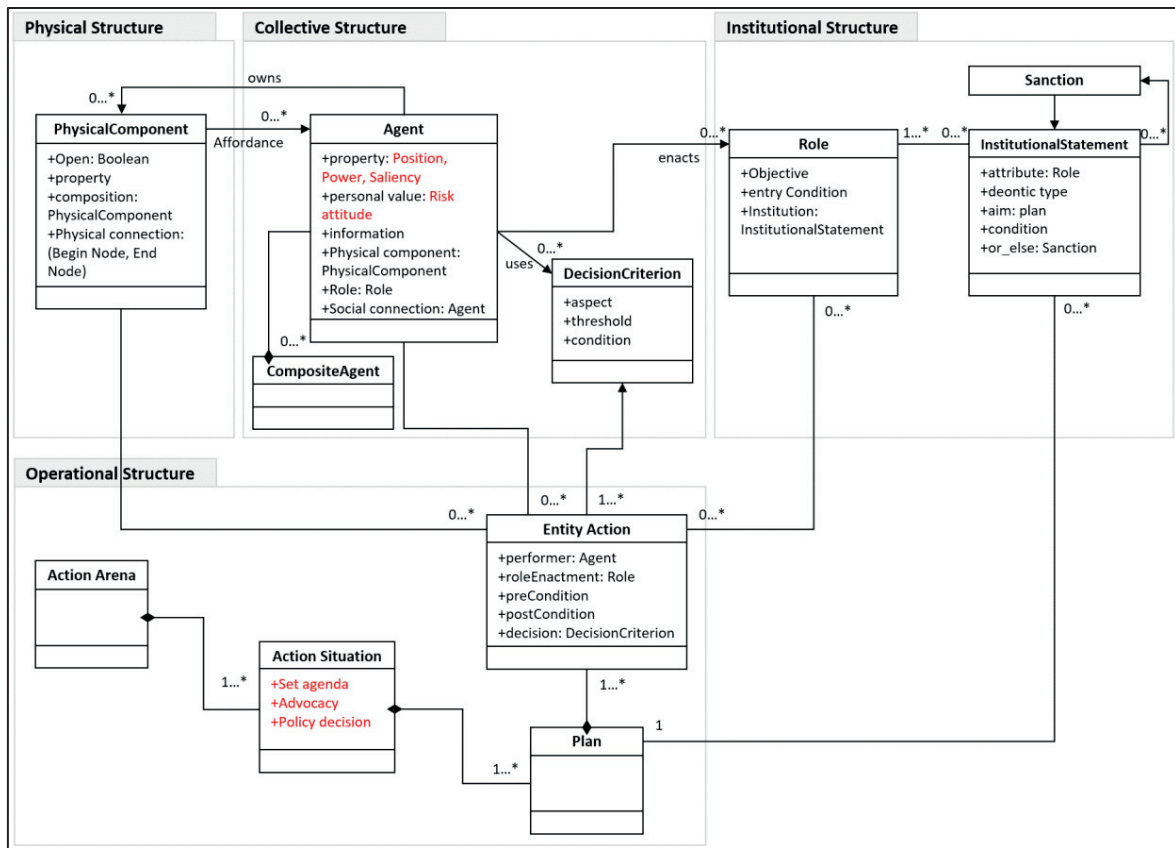 Physical Structure
Collective Structure
Institutional Structure
owns
0...*
0...*
Affordance
PhysicalComponent
+Open: Boolean
+property
+composition:
PhysicalComponent
+Physical connection:
(Begin Node, End
Node)
Agent
+property: Position,
Power, Saliency
+personal value: Risk
attitude
+information
+Physical component:
PhysicalComponent
+Role: Role
+Social connection: Agent
0...*
CompositeAgent
uses
0...*
DecisionCriterion
+aspect
+threshold
+condition
enacts
0...*
Role
+Objective
+entry Condition
+Institution:
InstitutionalStatement
1...*
0...*
Sanction
0...*
InstitutionalStatement
+attribute: Role
+deontic type
+aim: plan
+condition
+or_else: Sanction
0...*
0...*
Operational Structure
0...*
0...*
1...*
0...*
Entity Action
+performer: Agent
+roleEnactment: Role
+preCondition
+postCondition
+decision: DecisionCriterion
Action Arena
1...*
Action Situation
+Set agenda
+Advocacy
+Policy decision
1...*
1...*
1
Plan